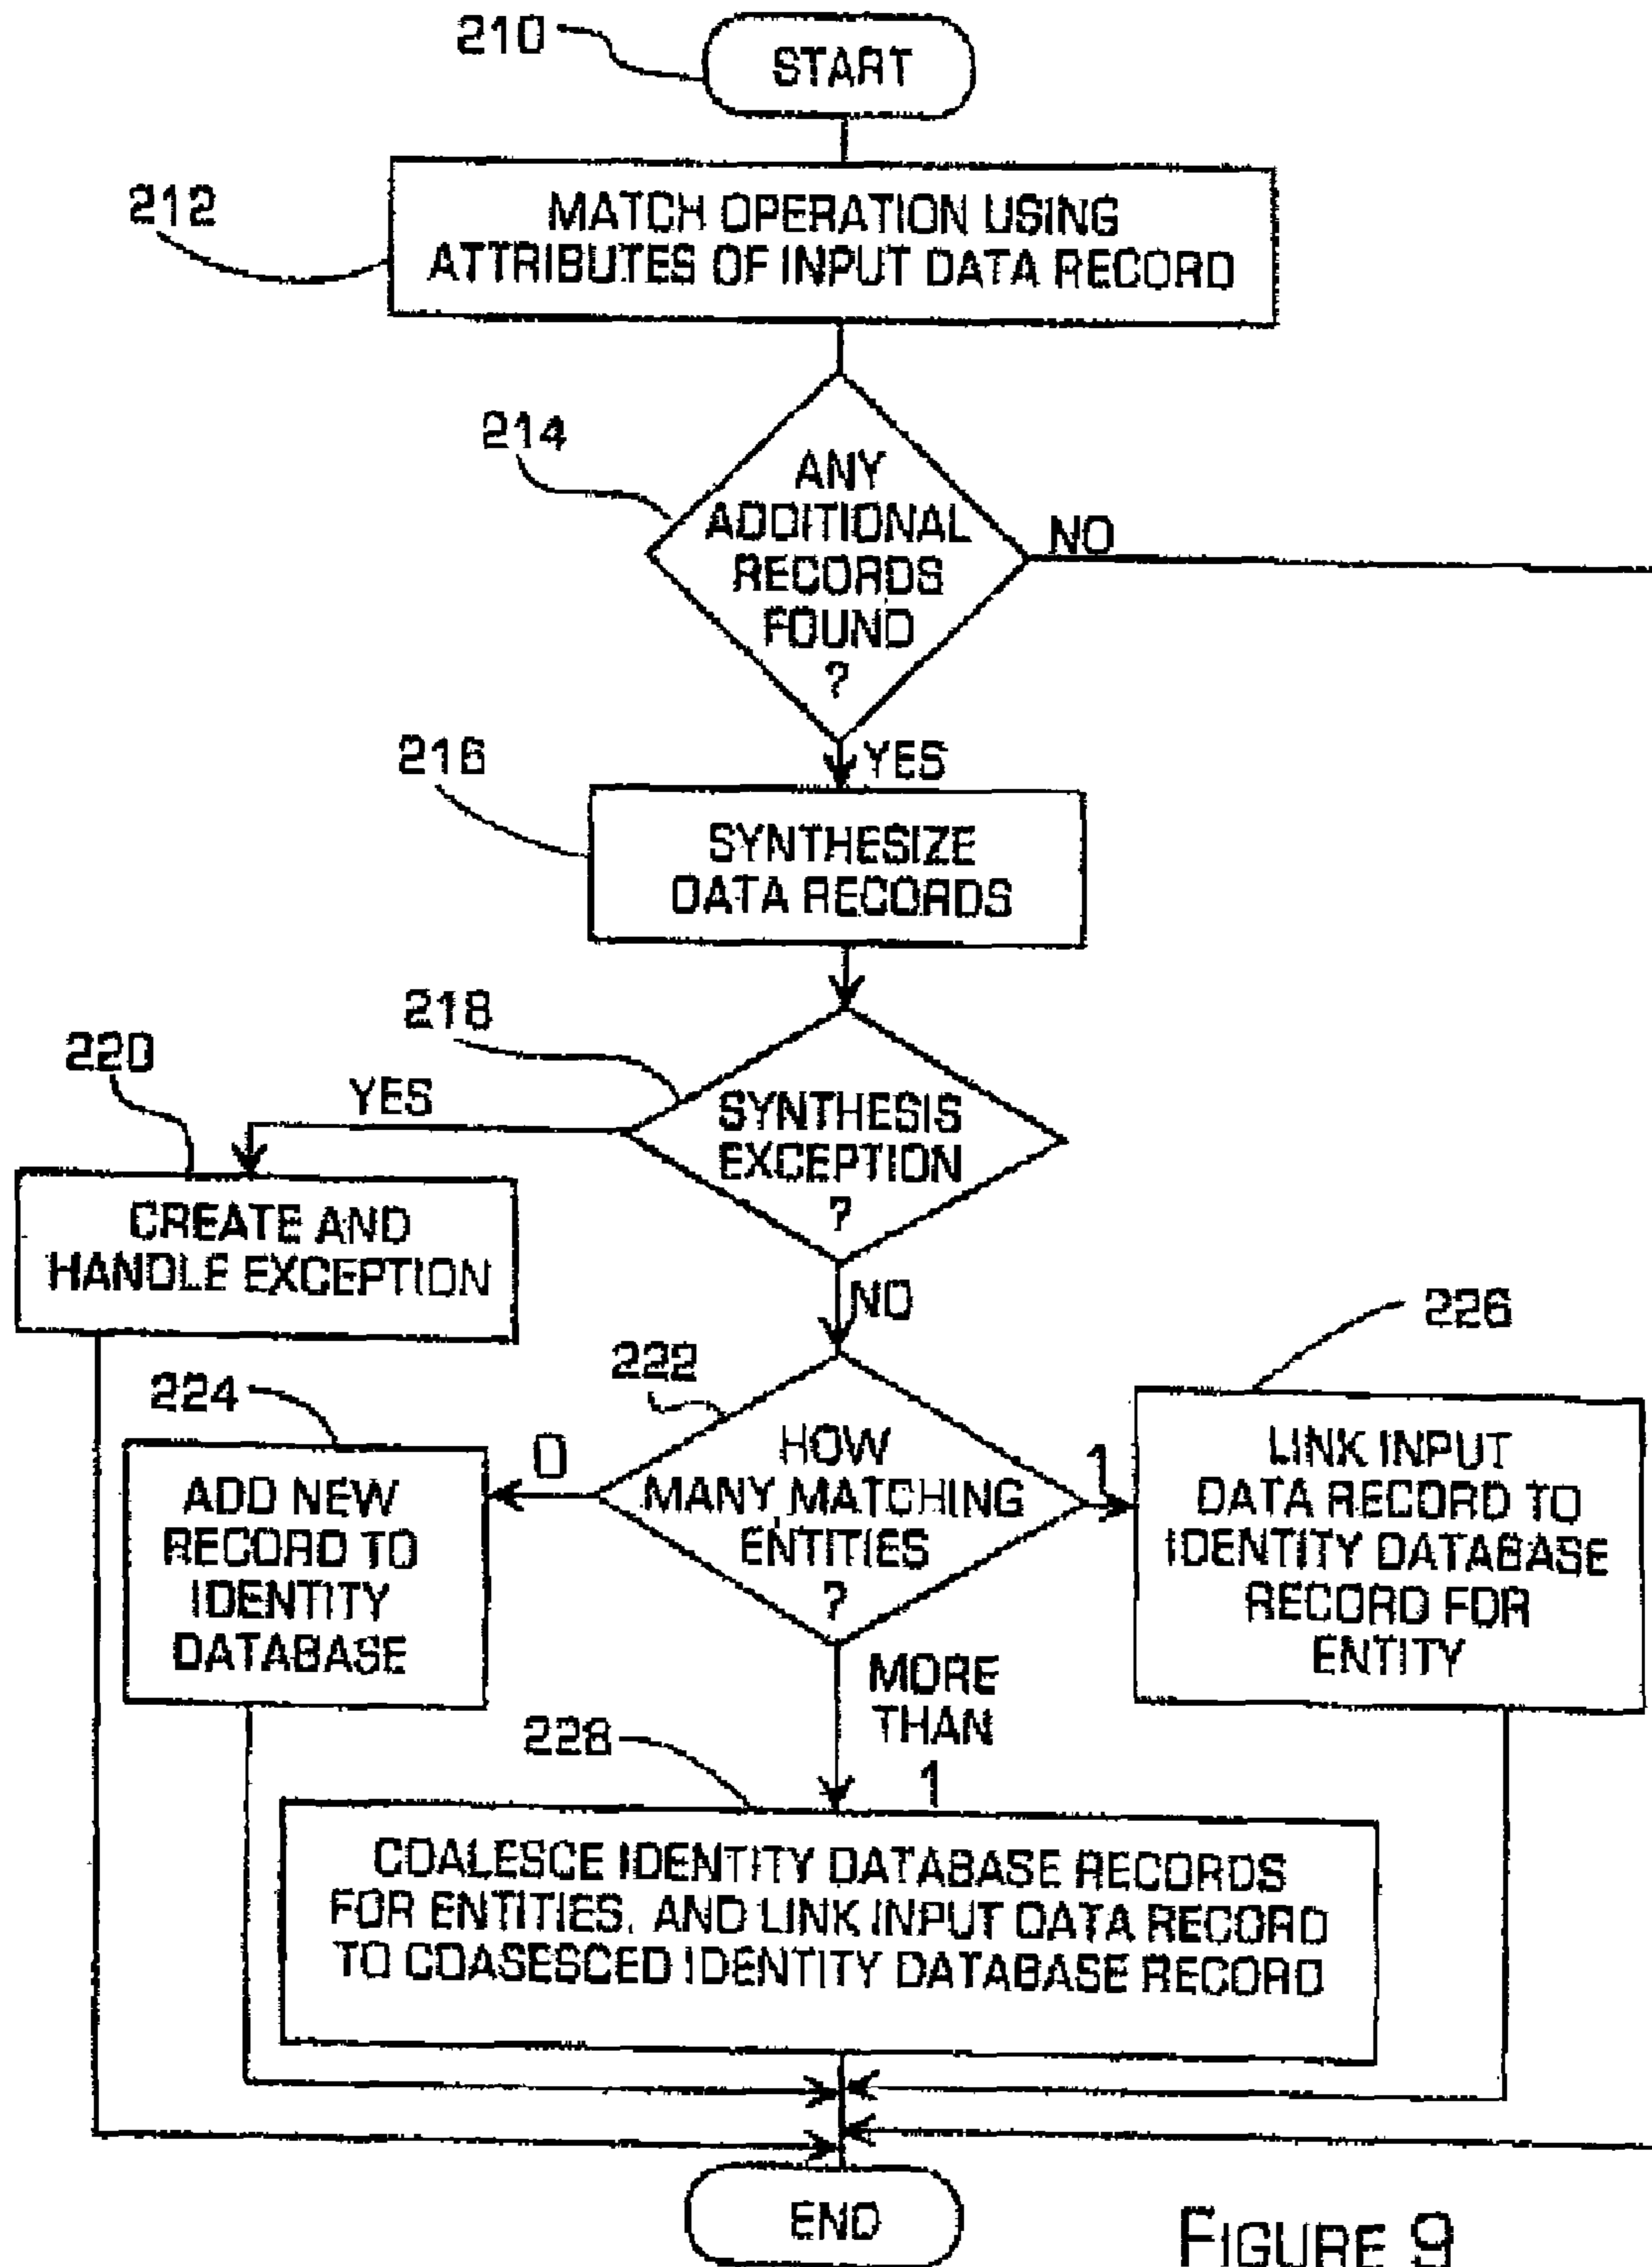 210
START
212
MATCH OPERATION USING
ATTRIBUTES OF INPUT DATA RECORD
214
ANY
ADDITIONAL
RECORDS
FOUND
?
NO
YES
216
SYNTHESIZE
DATA RECORDS
218
SYNTHESIS
EXCEPTION
?
YES
220
CREATE AND
HANDLE EXCEPTION
NO
222
HOW
MANY MATCHING
ENTITIES
?
0
224
ADD NEW
RECORD TO
IDENTITY
DATABASE
1
226
LINK INPUT
DATA RECORD TO
IDENTITY DATABASE
RECORD FOR
ENTITY
MORE
THAN
1
228
COALESCE IDENTITY DATABASE RECORDS
FOR ENTITIES, AND LINK INPUT DATA RECORD
TO COASESCED IDENTITY DATABASE RECORD
END
FIGURE 9